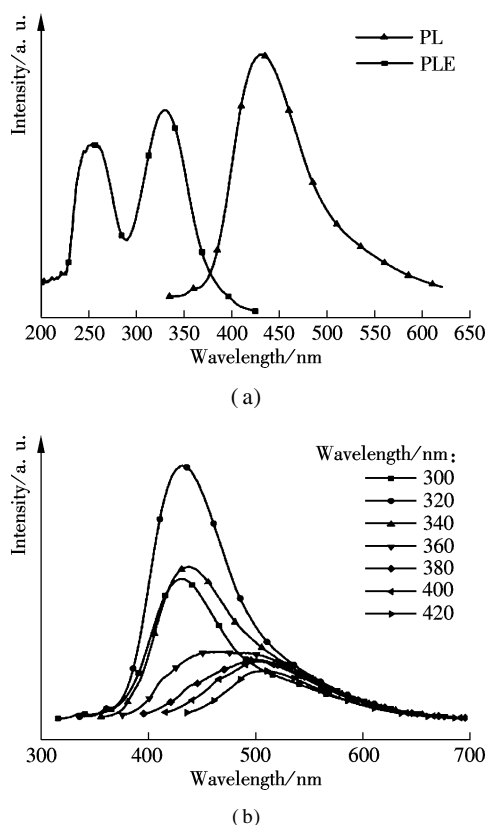 PL
PLE
Intensity/a. u.
200 250 300 350 400 450 500 550 600 650
Wavelength/nm
(a)
Wavelength/nm:
300
320
340
360
380
400
420
Intensity/a. u.
300 400 500 600 700
Wavelength/nm
(b)